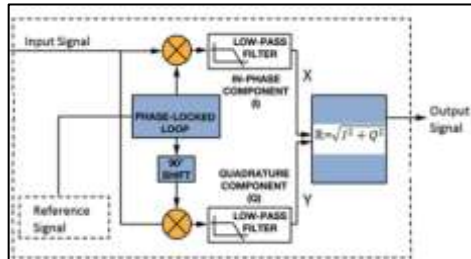 Input Signal
LOW-PASS
FILTER
IN-PHASE
COMPONENT
(I)
X
PHASE-LOCKED
LOOP
R=√I² + Q²
Output
Signal
90°
SHIFT
QUADRATURE
COMPONENT
(Q)
Y
Reference
Signal
LOW-PASS
FILTER